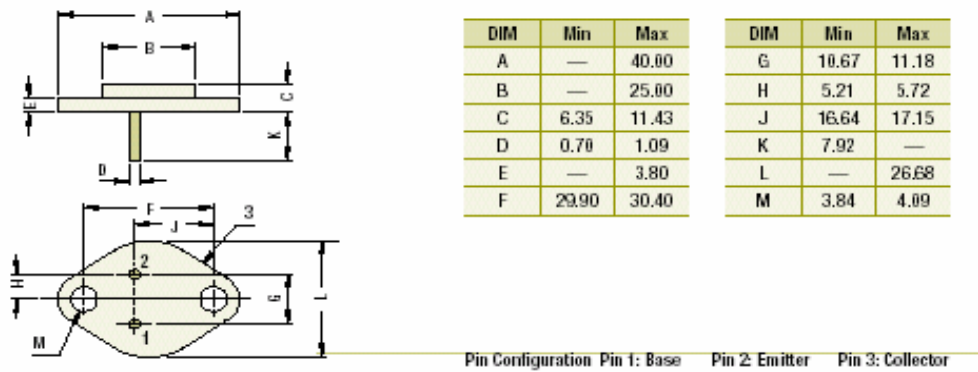 A
B
C
E
K
D
F
J
3
2
H
G
L
M
1
DIM Min Max
A — 40.00
B — 25.00
C 6.35 11.43
D 0.70 1.09
E — 3.80
F 29.90 30.40
DIM Min Max
G 10.67 11.18
H 5.21 5.72
J 16.64 17.15
K 7.92 —
L — 26.68
M 3.84 4.09
Pin Configuration Pin 1: Base Pin 2: Emitter Pin 3: Collector